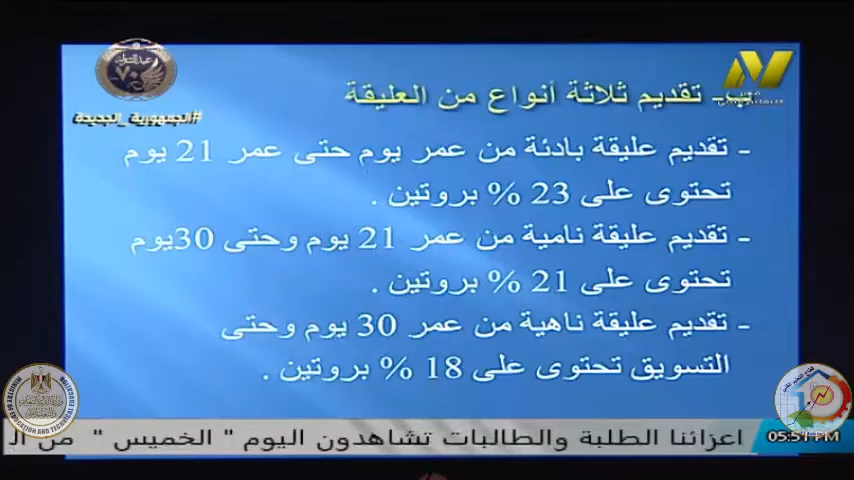 ب- تقديم ثلاثة أنواع من العليقة
#الجمهورية_الجديدة
- تقديم عليقة بادئة من عمر يوم حتى عمر 21 يوم
تحتوى على 23 % بروتين .
- تقديم عليقة نامية من عمر 21 يوم وحتى 30يوم
تحتوى على 21 % بروتين .
- تقديم عليقة ناهية من عمر 30 يوم وحتى
التسويق تحتوى على 18 % بروتين .
اعزائنا الطلبة والطالبات تشاهدون اليوم " الخميس " من
05:51 PM